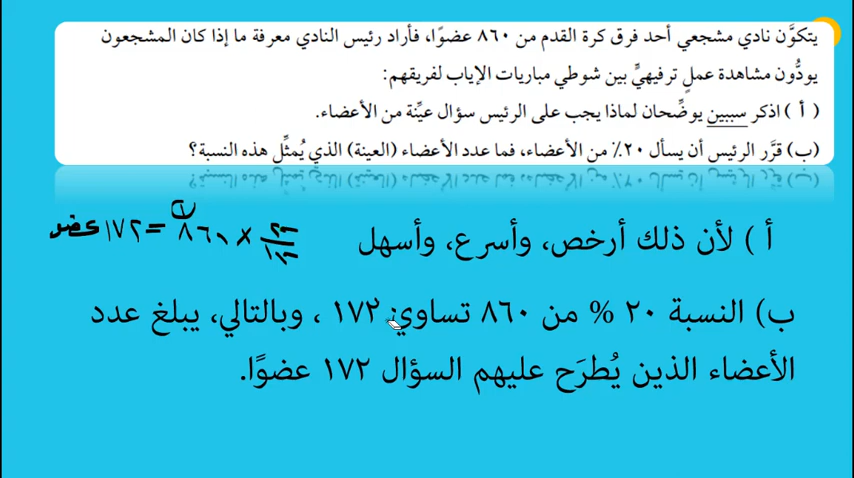 يتكوَّن نادي مشجعي أحد فرق كرة القدم من ٨٦٠ عضوًا، فأراد رئيس النادي معرفة ما إذا كان المشجعون
يودُّون مشاهدة عملٍ ترفيهيٍّ بين شوطي مباريات الإياب لفريقهم:
( أ ) اذكر سببين يوضِّحان لماذا يجب على الرئيس سؤال عيِّنة من الأعضاء.
(ب) قرَّر الرئيس أن يسأل ٢٠٪ من الأعضاء، فما عدد الأعضاء (العينة) الذي يُمثِّل هذه النسبة؟
أ ) لأن ذلك أرخص، وأسرع، وأسهل
× ٨٦٠ = ١٧٢ عضو
ب) النسبة ٢٠ % من ٨٦٠ تساوي ١٧٢ ، وبالتالي، يبلغ عدد
الأعضاء الذين يُطرَح عليهم السؤال ١٧٢ عضوًا.